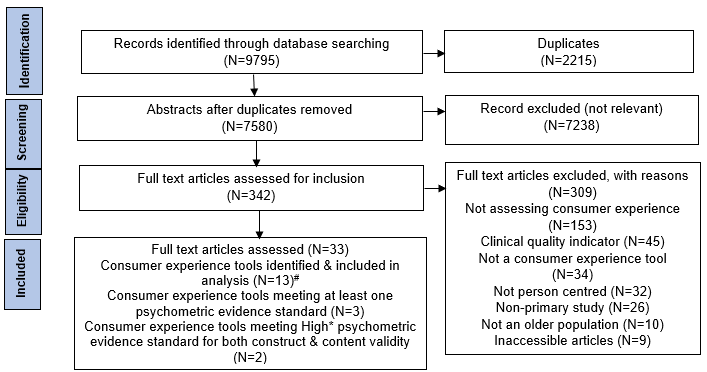 Identification
Records identified through database searching
(N=9795)
Duplicates
(N=2215)
Screening
Abstracts after duplicates removed
(N=7580)
Record excluded (not relevant)
(N=7238)
Eligibility
Full text articles assessed for inclusion
(N=342)
Full text articles excluded, with reasons
(N=309)
Not assessing consumer experience
(N=153)
Clinical quality indicator (N=45)
Not a consumer experience tool
(N=34)
Not person centred (N=32)
Non-primary study (N=26)
Not an older population (N=10)
Inaccessible articles (N=9)
Included
Full text articles assessed (N=33)
Consumer experience tools identified & included in
analysis (N=13)#
Consumer experience tools meeting at least one
psychometric evidence standard (N=3)
Consumer experience tools meeting High* psychometric
evidence standard for both construct & content validity
(N=2)